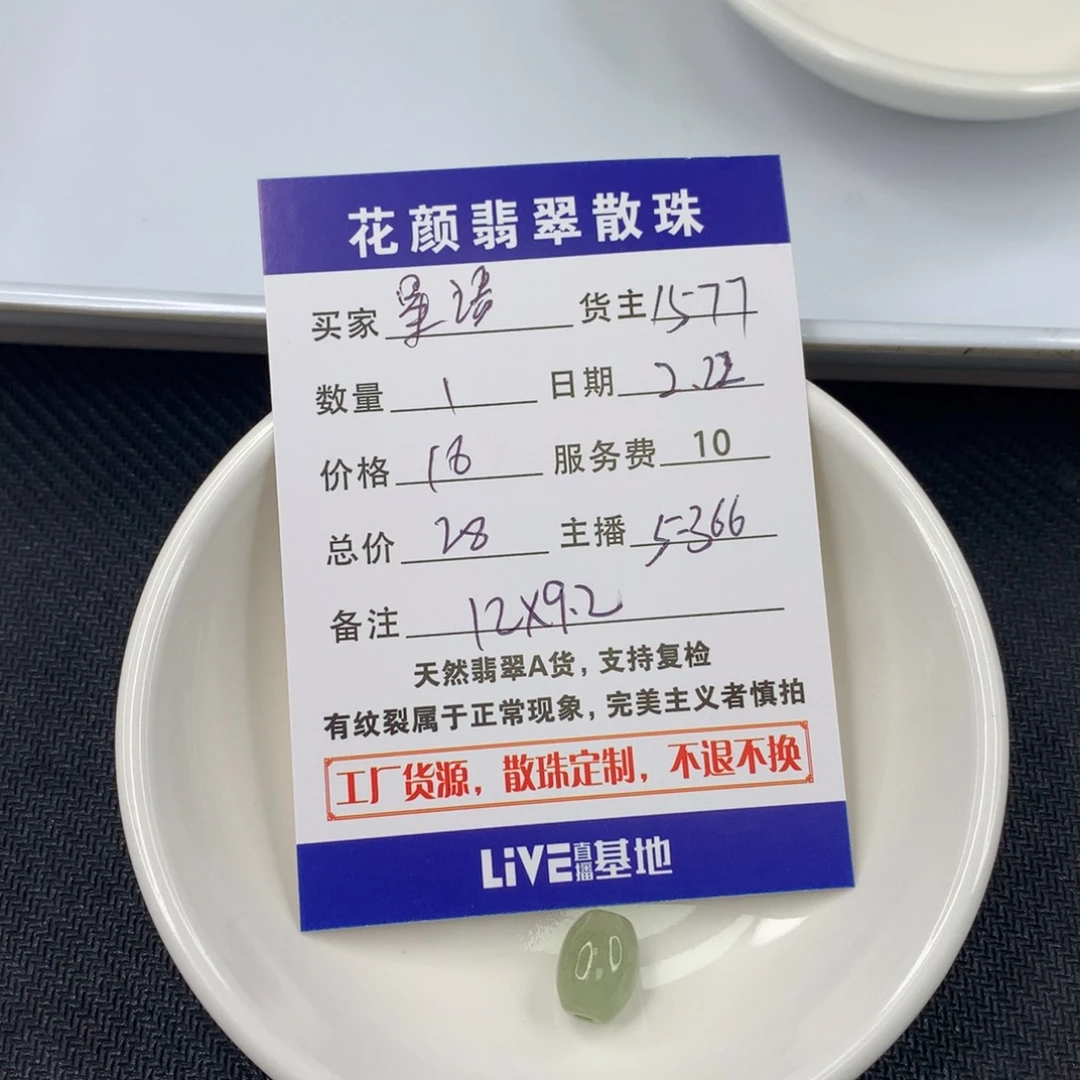 花颜翡翠散珠
买家 星漪 货主 1577
数量 1 日期 2.22
价格 18 服务费 10
总价 28 主播 5366
备注 12X9.2
天然翡翠A货，支持复检
有纹裂属于正常现象，完美主义者慎拍
工厂货源，散珠定制，不退不换
LiVE直播基地